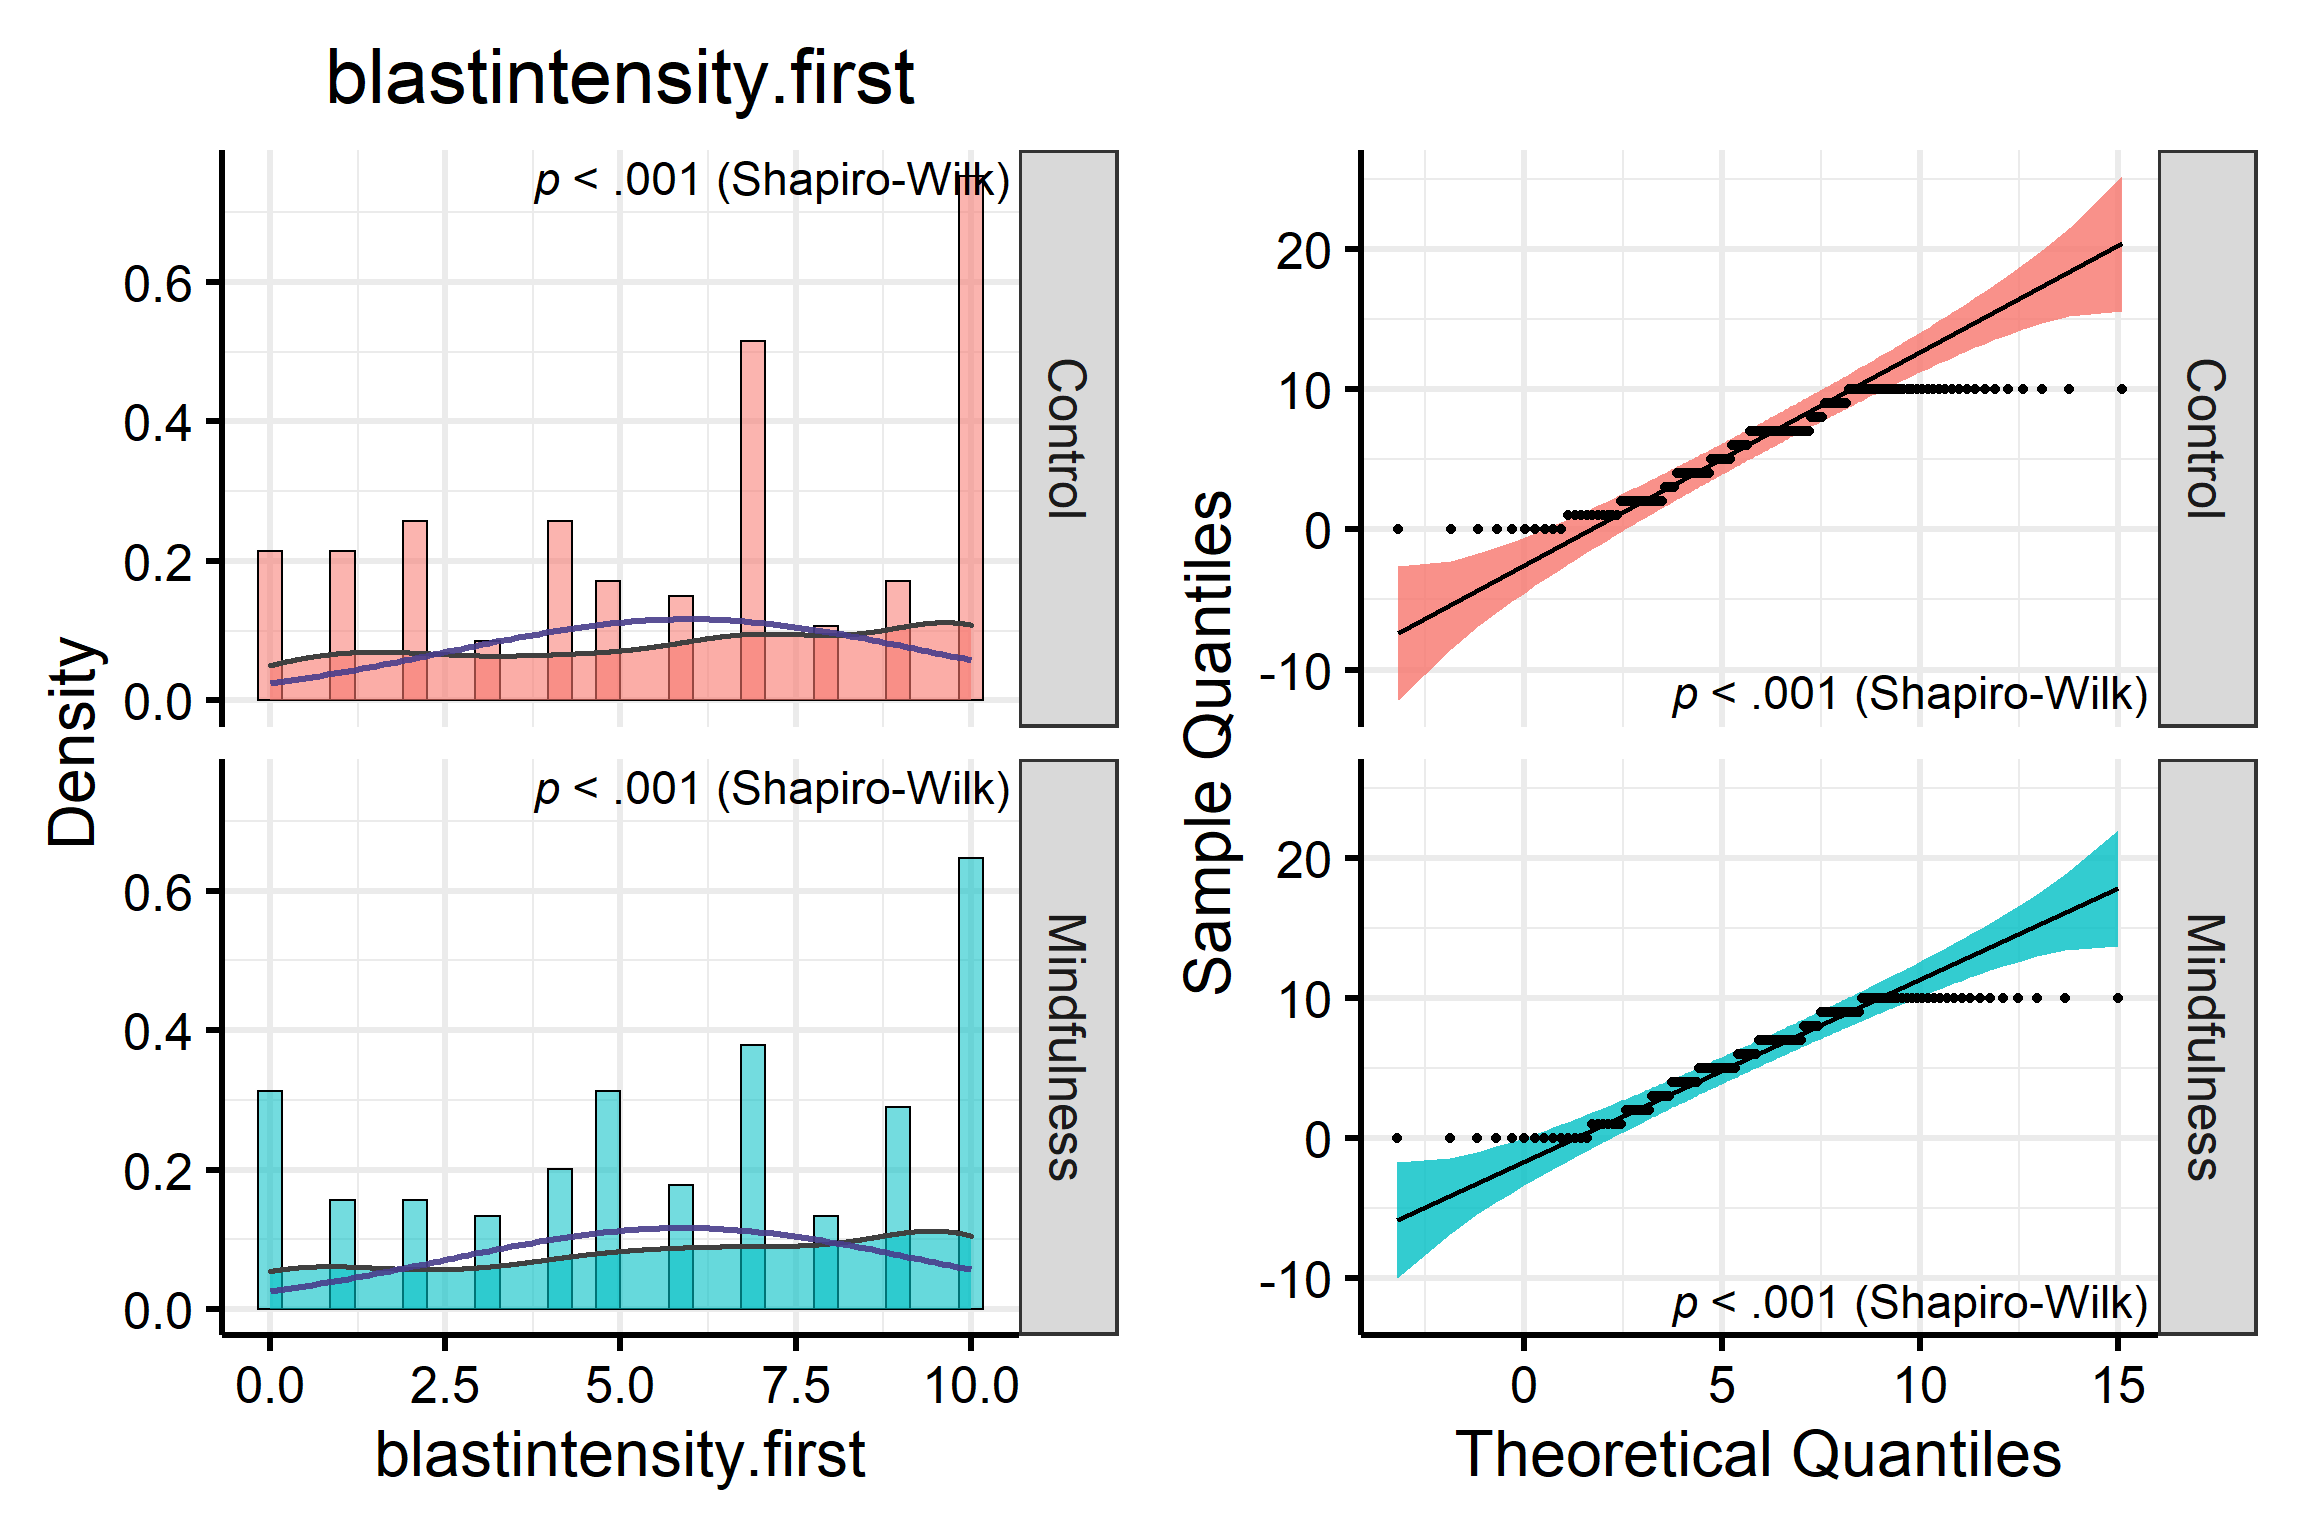 blastintensity.first
Density
p < .001 (Shapiro-Wilk)
0.6
0.4
0.2
0.0
Control
p < .001 (Shapiro-Wilk)
0.6
0.4
0.2
0.0
Mindfulness
0.0 2.5 5.0 7.5 10.0
blastintensity.first
Sample Quantiles
20
10
0
-10
p < .001 (Shapiro-Wilk)
Control
20
10
0
-10
p < .001 (Shapiro-Wilk)
Mindfulness
0 5 10 15
Theoretical Quantiles